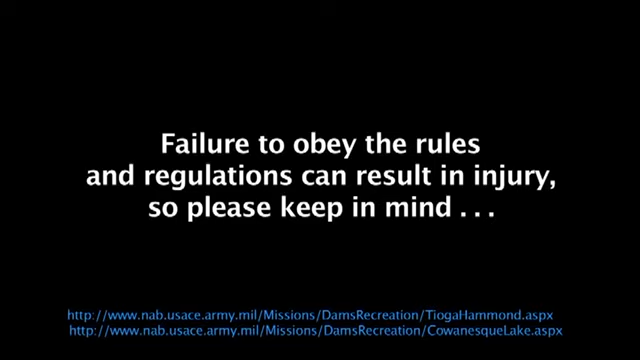 Failure to obey the rules
and regulations can result in injury,
so please keep in mind . . .
http://www.nab.usace.army.mil/Missions/DamsRecreation/TiogaHammond.aspx
http://www.nab.usace.army.mil/Missions/DamsRecreation/CowanesqueLake.aspx